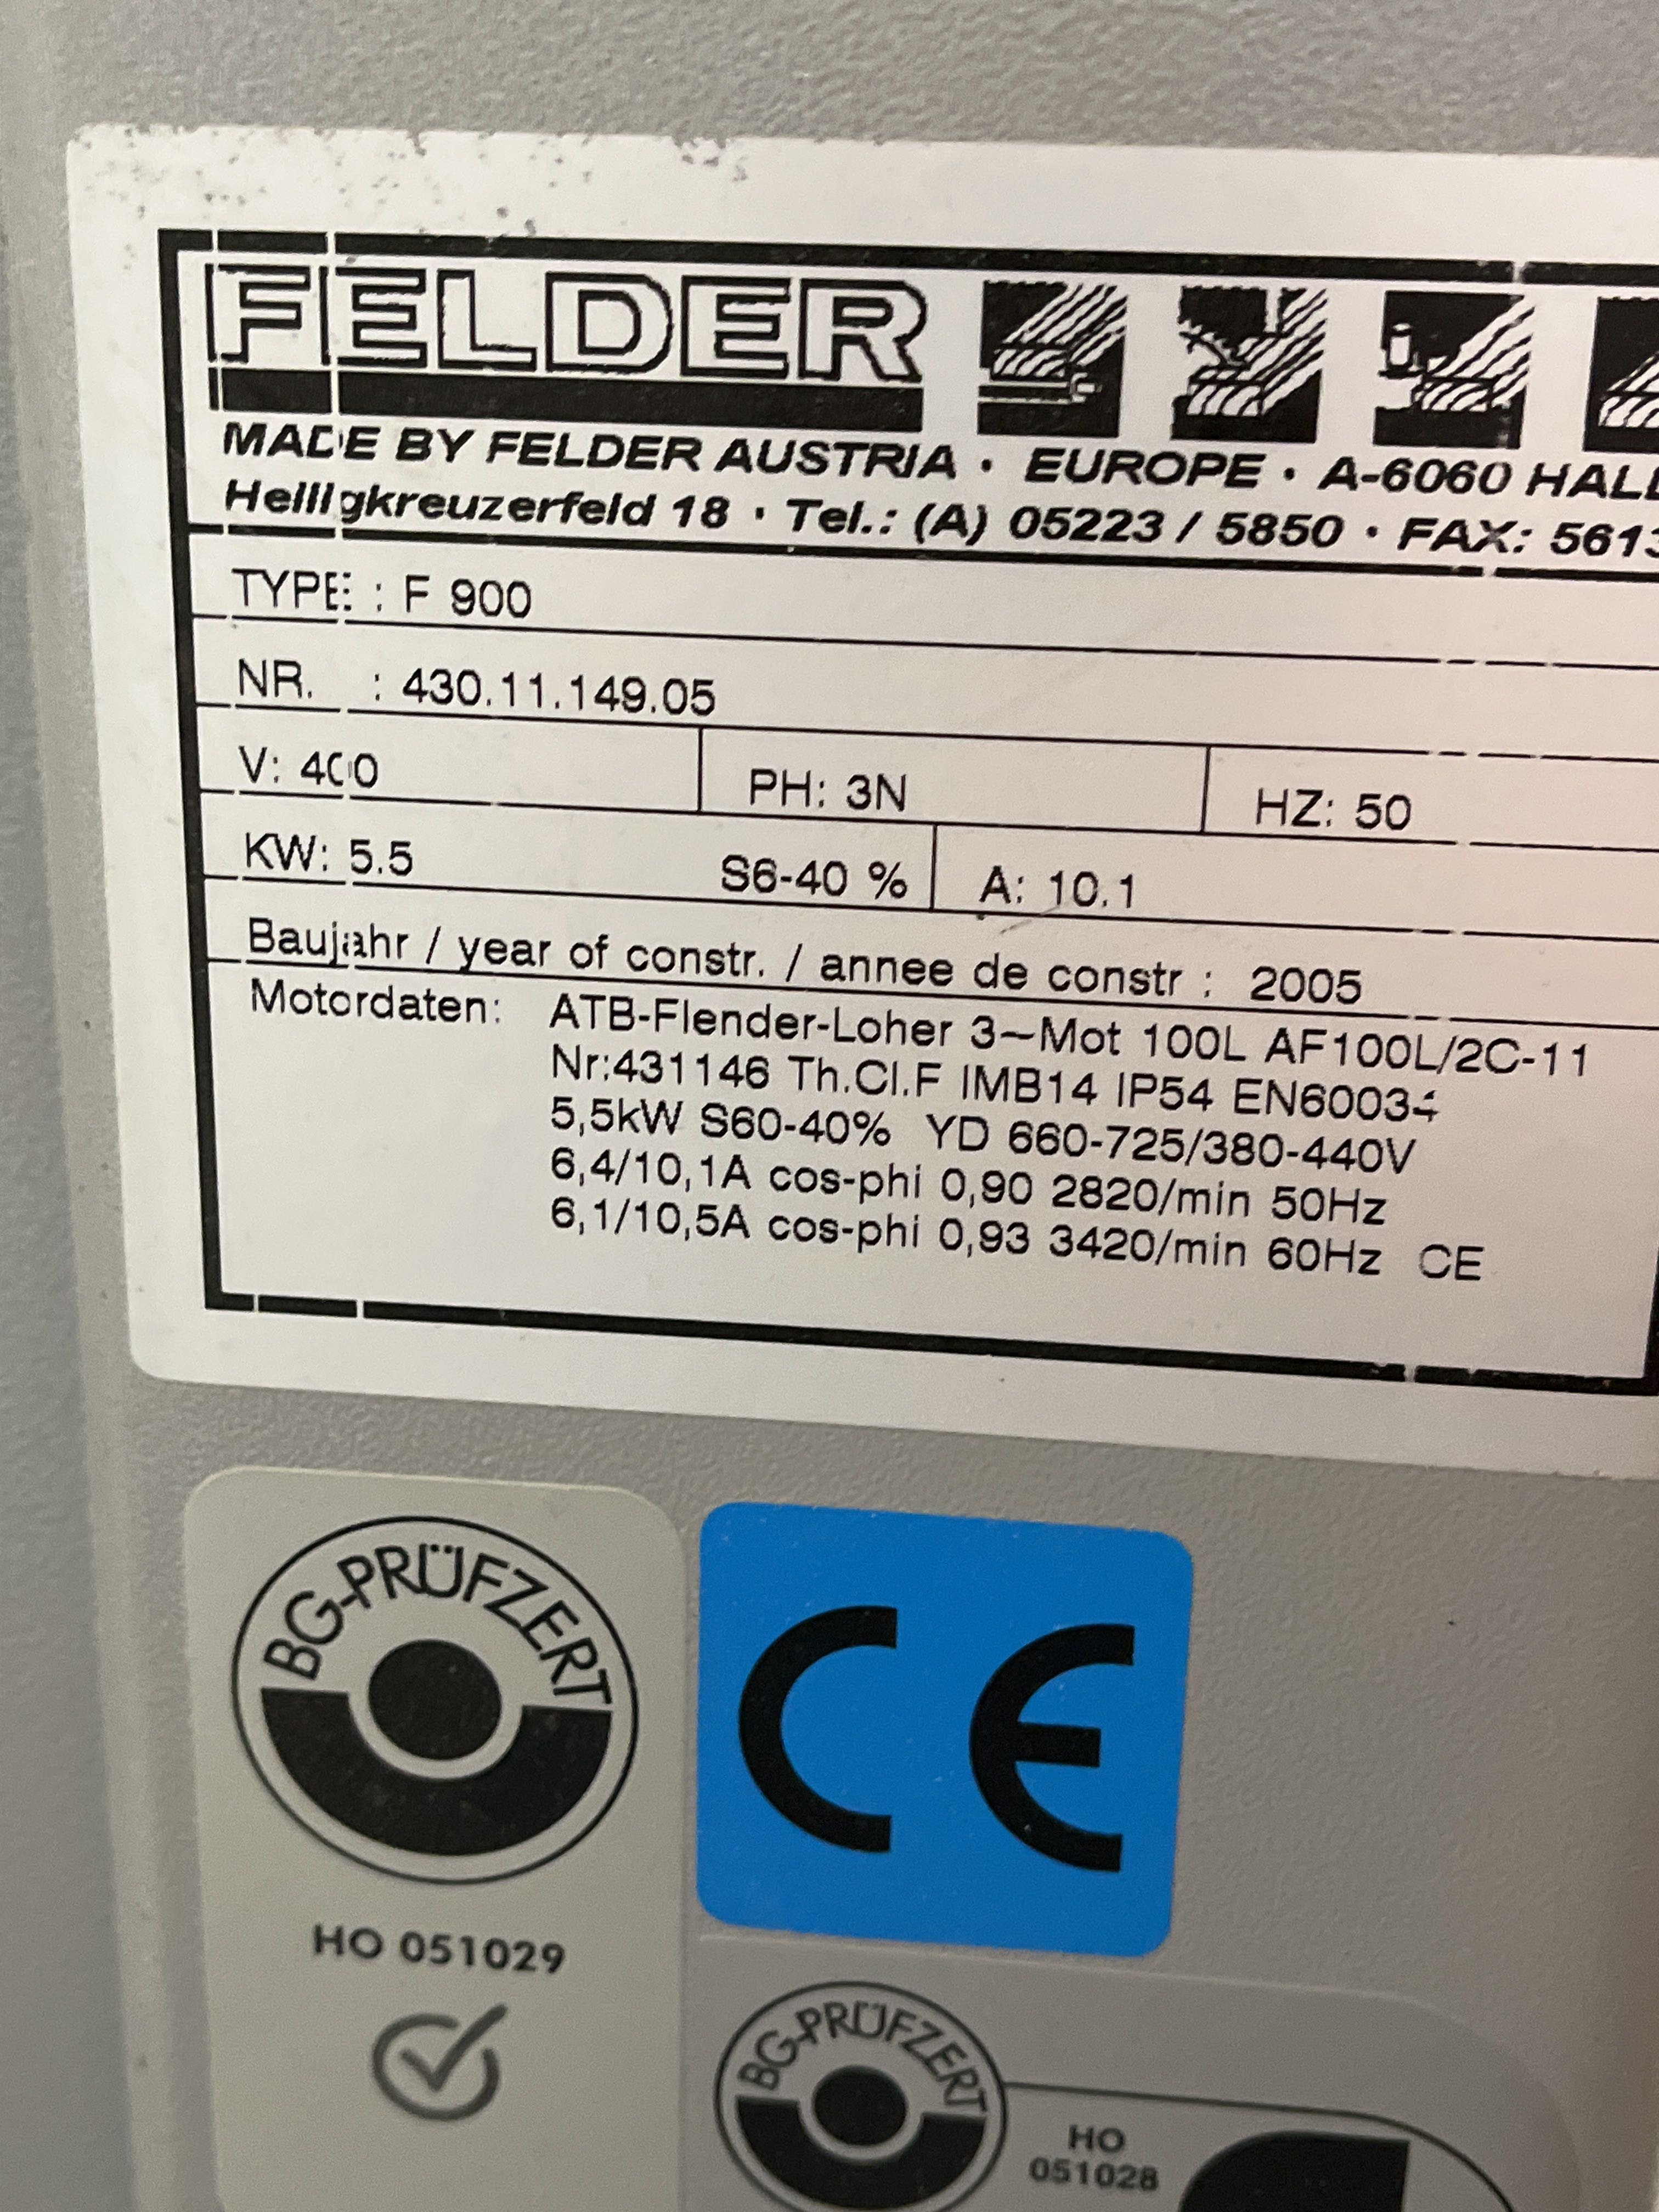 FELDER
MADE BY FELDER AUSTRIA · EUROPE · A-6060 HALL
Heiligkreuzerfeld 18 · Tel.: (A) 05223 / 5850 · FAX: 5613
TYPE : F 900
NR. : 430.11.149.05
V: 400 PH: 3N HZ: 50
KW: 5.5 S6-40 % A: 10.1
Baujahr / year of constr. / annee de constr : 2005
Motordaten: ATB-Flender-Loher 3~Mot 100L AF100L/2C-11
Nr:431146 Th.Cl.F IMB14 IP54 EN60034
5,5kW S60-40% YD 660-725/380-440V
6,4/10,1A cos-phi 0,90 2820/min 50Hz
6,1/10,5A cos-phi 0,93 3420/min 60Hz CE
BG-PRÜFZERT
HO 051029
CE
BG-PRÜFZERT
HO
051028